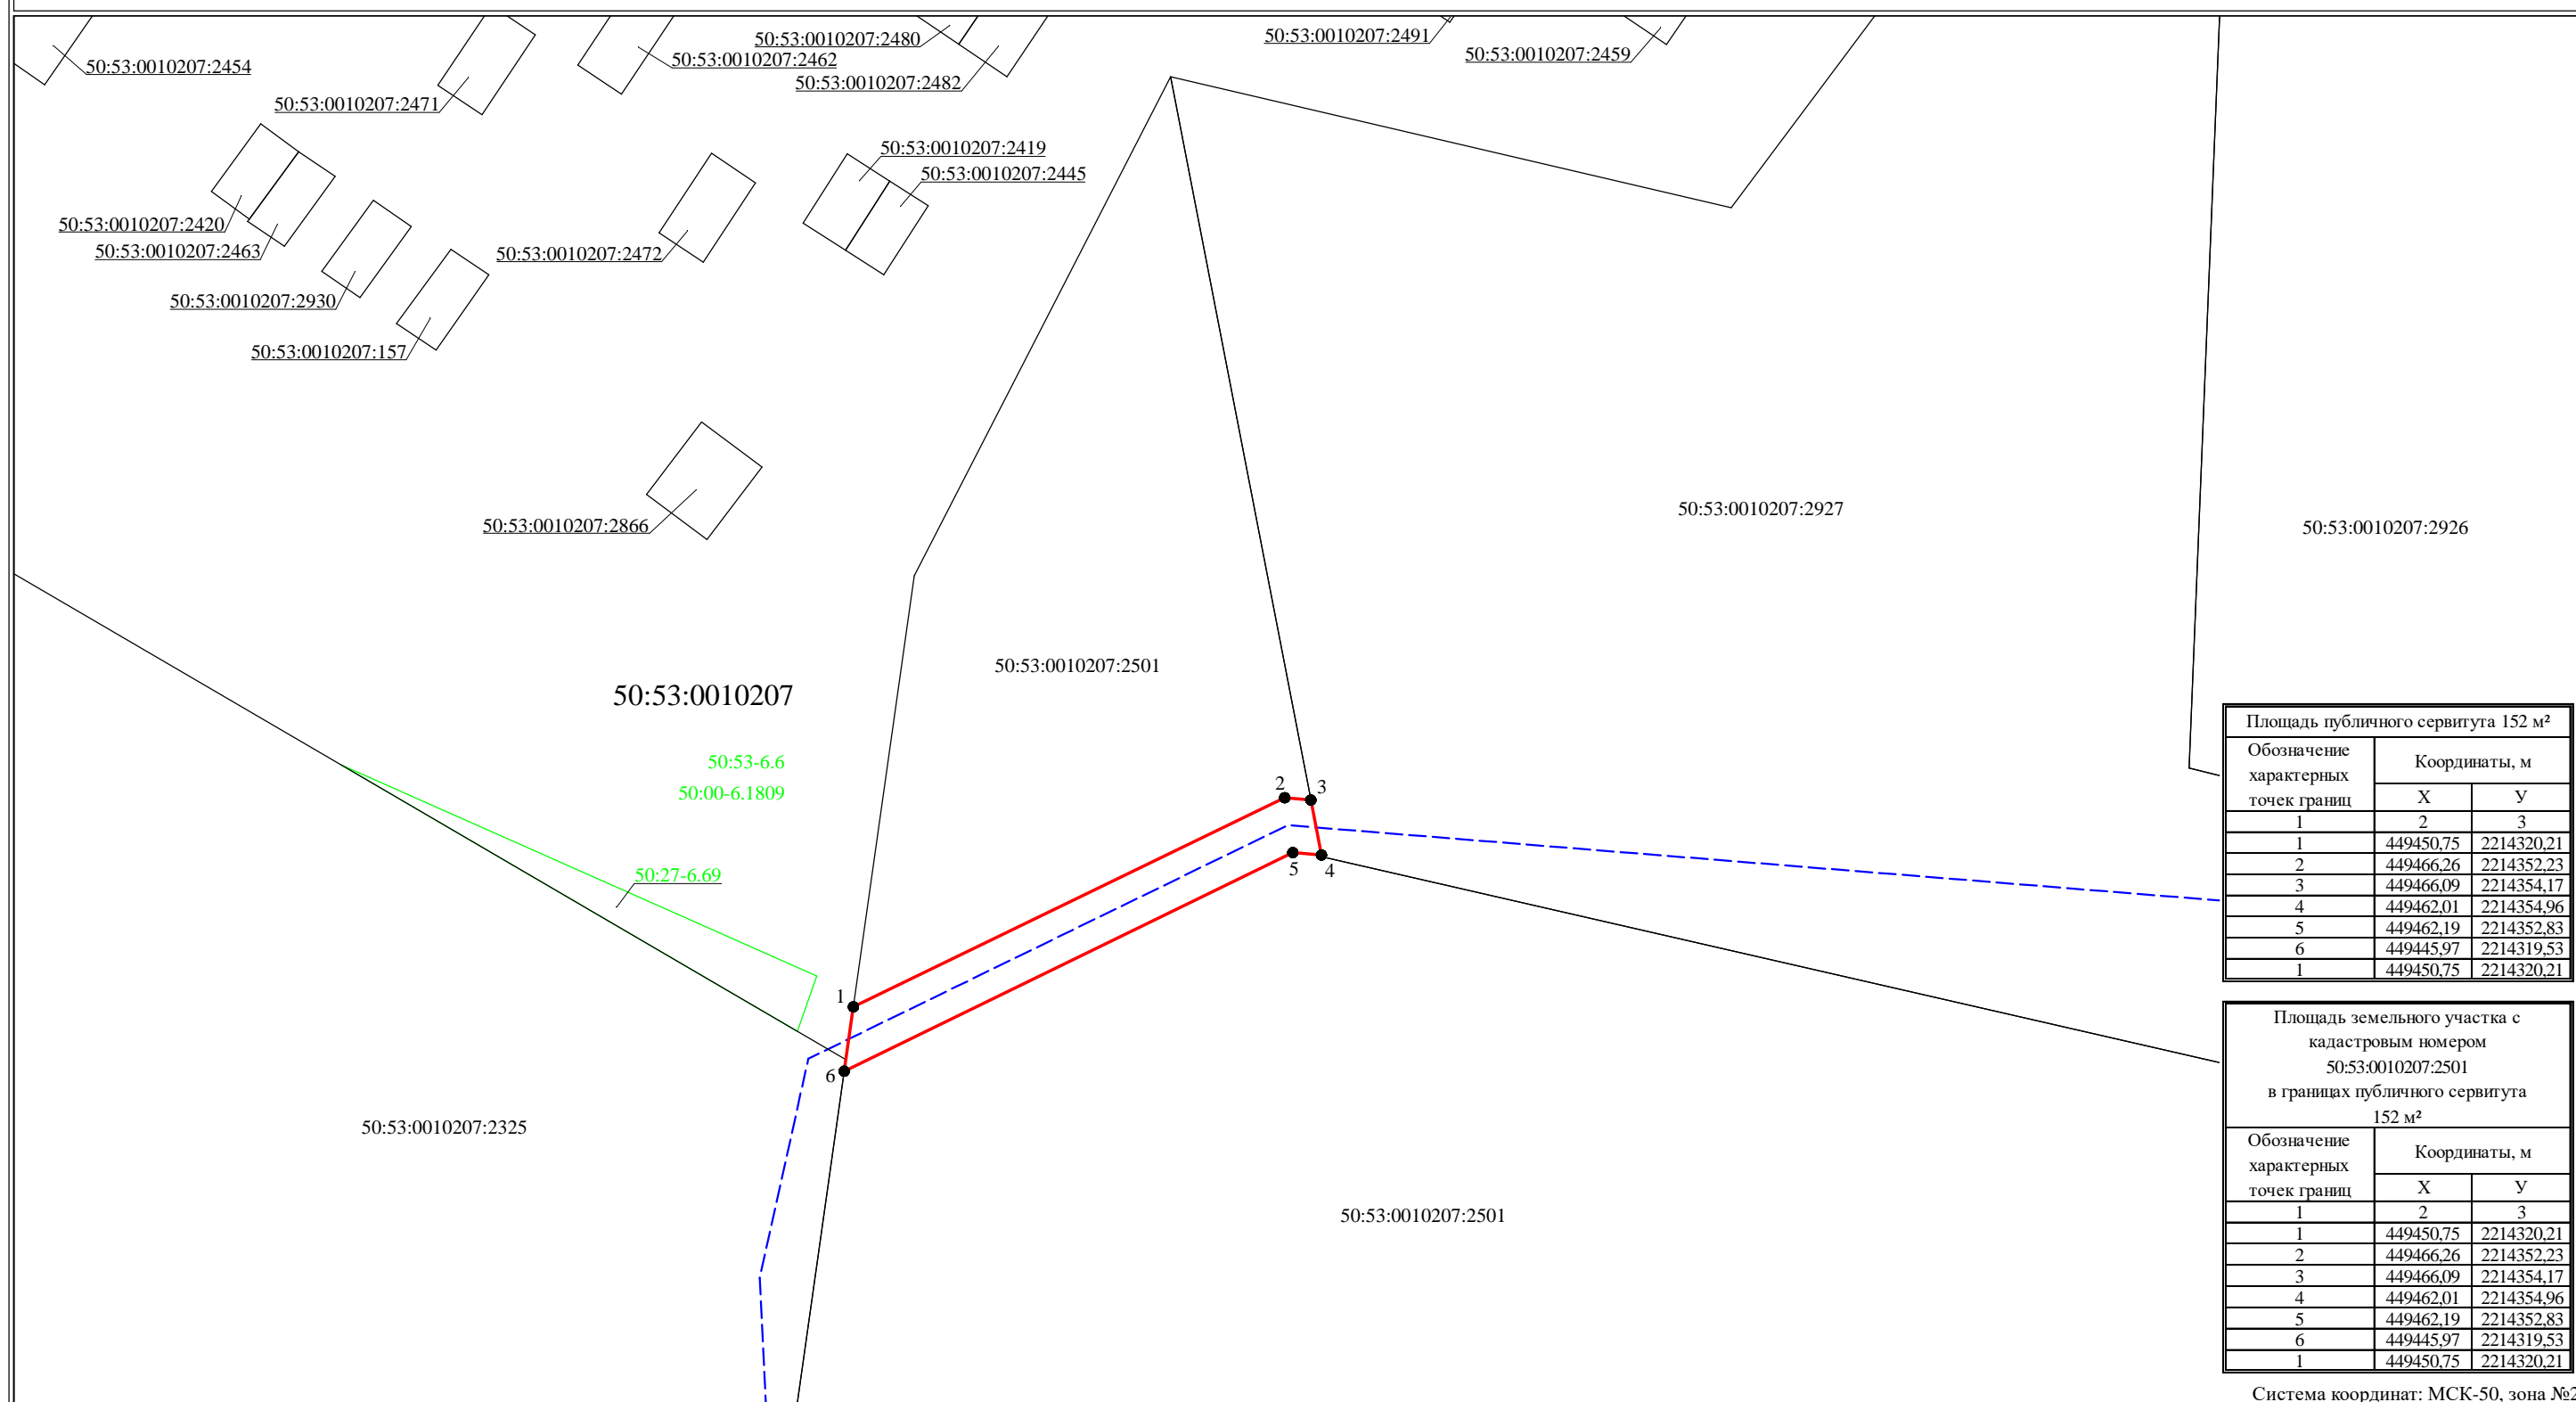 50:53:0010207:2454
50:53:0010207:2471
50:53:0010207:2462
50:53:0010207:2480
50:53:0010207:2482
50:53:0010207:2491
50:53:0010207:2459
50:53:0010207:2419
50:53:0010207:2445
50:53:0010207:2420
50:53:0010207:2463
50:53:0010207:2472
50:53:0010207:2930
50:53:0010207:157
50:53:0010207:2866
50:53:0010207:2927
50:53:0010207:2926
50:53:0010207:2501
50:53:0010207
50:53-6.6
50:00-6.1809
50:27-6.69
2
3
5
4
1
6
50:53:0010207:2325
50:53:0010207:2501
Площадь публичного сервитута 152 м²
Обозначение
характерных
точек границ
Координаты, м
Х У
1 2 3
1 449450,75 2214320,21
2 449466,26 2214352,23
3 449466,09 2214354,17
4 449462,01 2214354,96
5 449462,19 2214352,83
6 449445,97 2214319,53
1 449450,75 2214320,21
Площадь земельного участка с
кадастровым номером
50:53:0010207:2501
в границах публичного сервитута
152 м²
Обозначение
характерных
точек границ
Координаты, м
Х У
1 2 3
1 449450,75 2214320,21
2 449466,26 2214352,23
3 449466,09 2214354,17
4 449462,01 2214354,96
5 449462,19 2214352,83
6 449445,97 2214319,53
1 449450,75 2214320,21
Система координат: МСК-50, зона №2